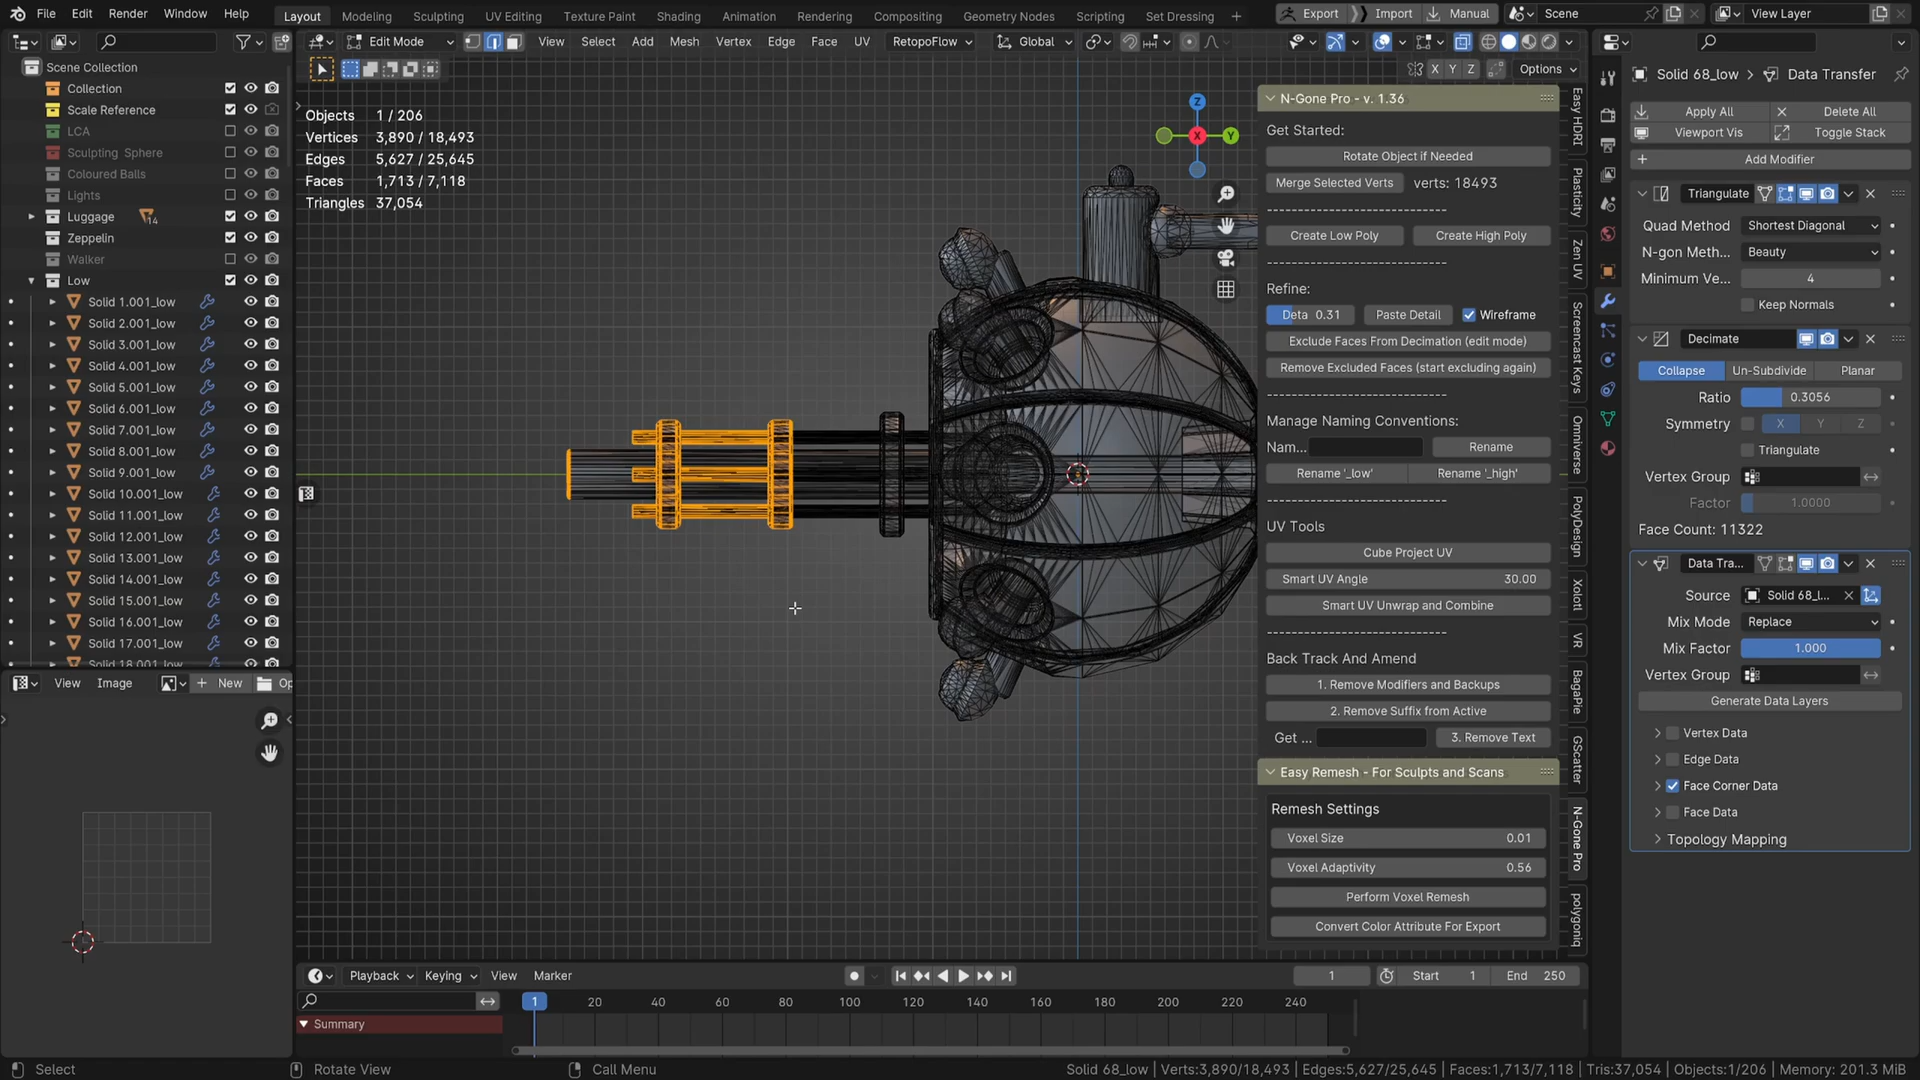 File Edit Render Window Help
Layout Modeling Sculpting UV Editing Texture Paint Shading Animation Rendering Compositing Geometry Nodes Scripting Set Dressing +
Export Import Manual Scene View Layer
Edit Mode View Select Add Mesh Vertex Edge Face UV RetopoFlow Global
X Y Z Options
Scene Collection
Collection
Scale Reference
LCA
Sculpting Sphere
Coloured Balls
Lights
Luggage 14
Zeppelin
Walker
Low
Solid 1.001_low
Solid 2.001_low
Solid 3.001_low
Solid 4.001_low
Solid 5.001_low
Solid 6.001_low
Solid 7.001_low
Solid 8.001_low
Solid 9.001_low
Solid 10.001_low
Solid 11.001_low
Solid 12.001_low
Solid 13.001_low
Solid 14.001_low
Solid 15.001_low
Solid 16.001_low
Solid 17.001_low
Solid 18.001_low
View Image + New Op
Objects 1 / 206
Vertices 3,890 / 18,493
Edges 5,627 / 25,645
Faces 1,713 / 7,118
Triangles 37,054
Z
X
Y
N-Gone Pro - v. 1.36
Get Started:
Rotate Object if Needed
Merge Selected Verts verts: 18493
--------------------------------
Create Low Poly Create High Poly
--------------------------------
Refine:
Deta 0.31 Paste Detail Wireframe
Exclude Faces From Decimation (edit mode)
Remove Excluded Faces (start excluding again)
--------------------------------
Manage Naming Conventions:
Nam... Rename
Rename '_low' Rename '_high'
--------------------------------
UV Tools
Cube Project UV
Smart UV Angle 30.00
Smart UV Unwrap and Combine
--------------------------------
Back Track And Amend
1. Remove Modifiers and Backups
2. Remove Suffix from Active
Get ... 3. Remove Text
Easy Remesh - For Sculpts and Scans
Remesh Settings
Voxel Size 0.01
Voxel Adaptivity 0.56
Perform Voxel Remesh
Convert Color Attribute For Export
Easy HDRI
Plasticity
Zen UV
Screencast Keys
Omniverse
PolyDesign
Xolotl
VR
BagaPie
GScatter
N-Gone Pro
polygoniq
Solid 68_low > Data Transfer
Apply All Delete All
Viewport Vis Toggle Stack
+ Add Modifier
Triangulate
Quad Method Shortest Diagonal
N-gon Meth... Beauty
Minimum Ve... 4
Keep Normals
Decimate
Collapse Un-Subdivide Planar
Ratio 0.3056
Symmetry X Y Z
Triangulate
Vertex Group
Factor 1.0000
Face Count: 11322
Data Tra...
Source Solid 68_l...
Mix Mode Replace
Mix Factor 1.000
Vertex Group
Generate Data Layers
Vertex Data
Edge Data
Face Corner Data
Face Data
Topology Mapping
Playback Keying View Marker 1 Start 1 End 250
1 20 40 60 80 100 120 140 160 180 200 220 240
Summary
Select Rotate View Call Menu Solid 68_low | Verts:3,890/18,493 | Edges:5,627/25,645 | Faces:1,713/7,118 | Tris:37,054 | Objects:1/206 | Memory: 201.3 MiB